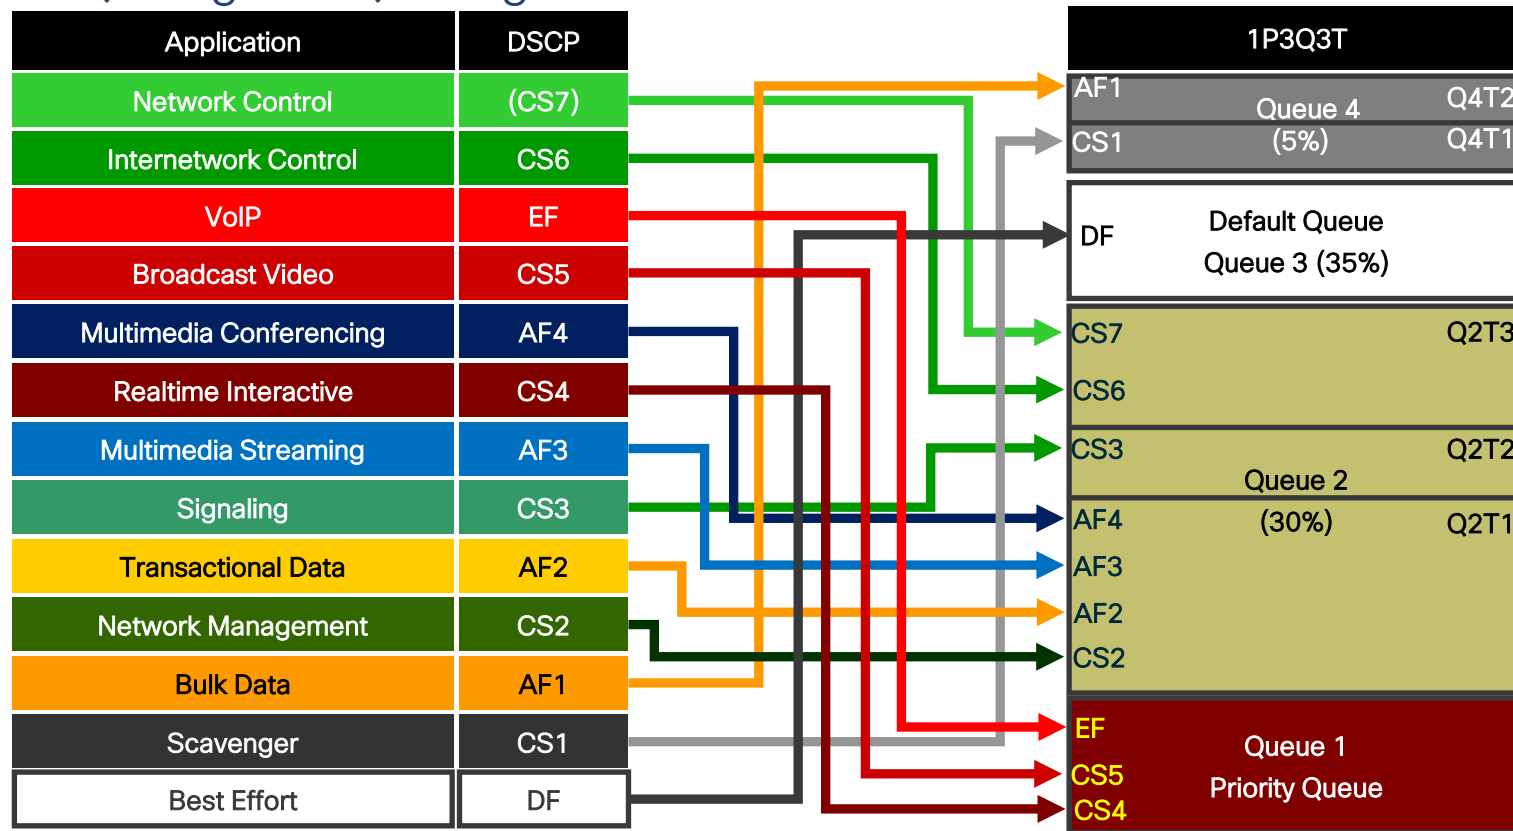 Application DSCP
Network Control (CS7)
Internetwork Control CS6
VoIP EF
Broadcast Video CS5
Multimedia Conferencing AF4
Realtime Interactive CS4
Multimedia Streaming AF3
Signaling CS3
Transactional Data AF2
Network Management CS2
Bulk Data AF1
Scavenger CS1
Best Effort DF
1P3Q3T
AF1 Queue 4 Q4T2
CS1 (5%) Q4T1
Default Queue
DF
Queue 3 (35%)
CS7 Q2T3
CS6
CS3 Q2T2
Queue 2
AF4 (30%) Q2T1
AF3
AF2
CS2
EF
Queue 1
CS5
Priority Queue
CS4